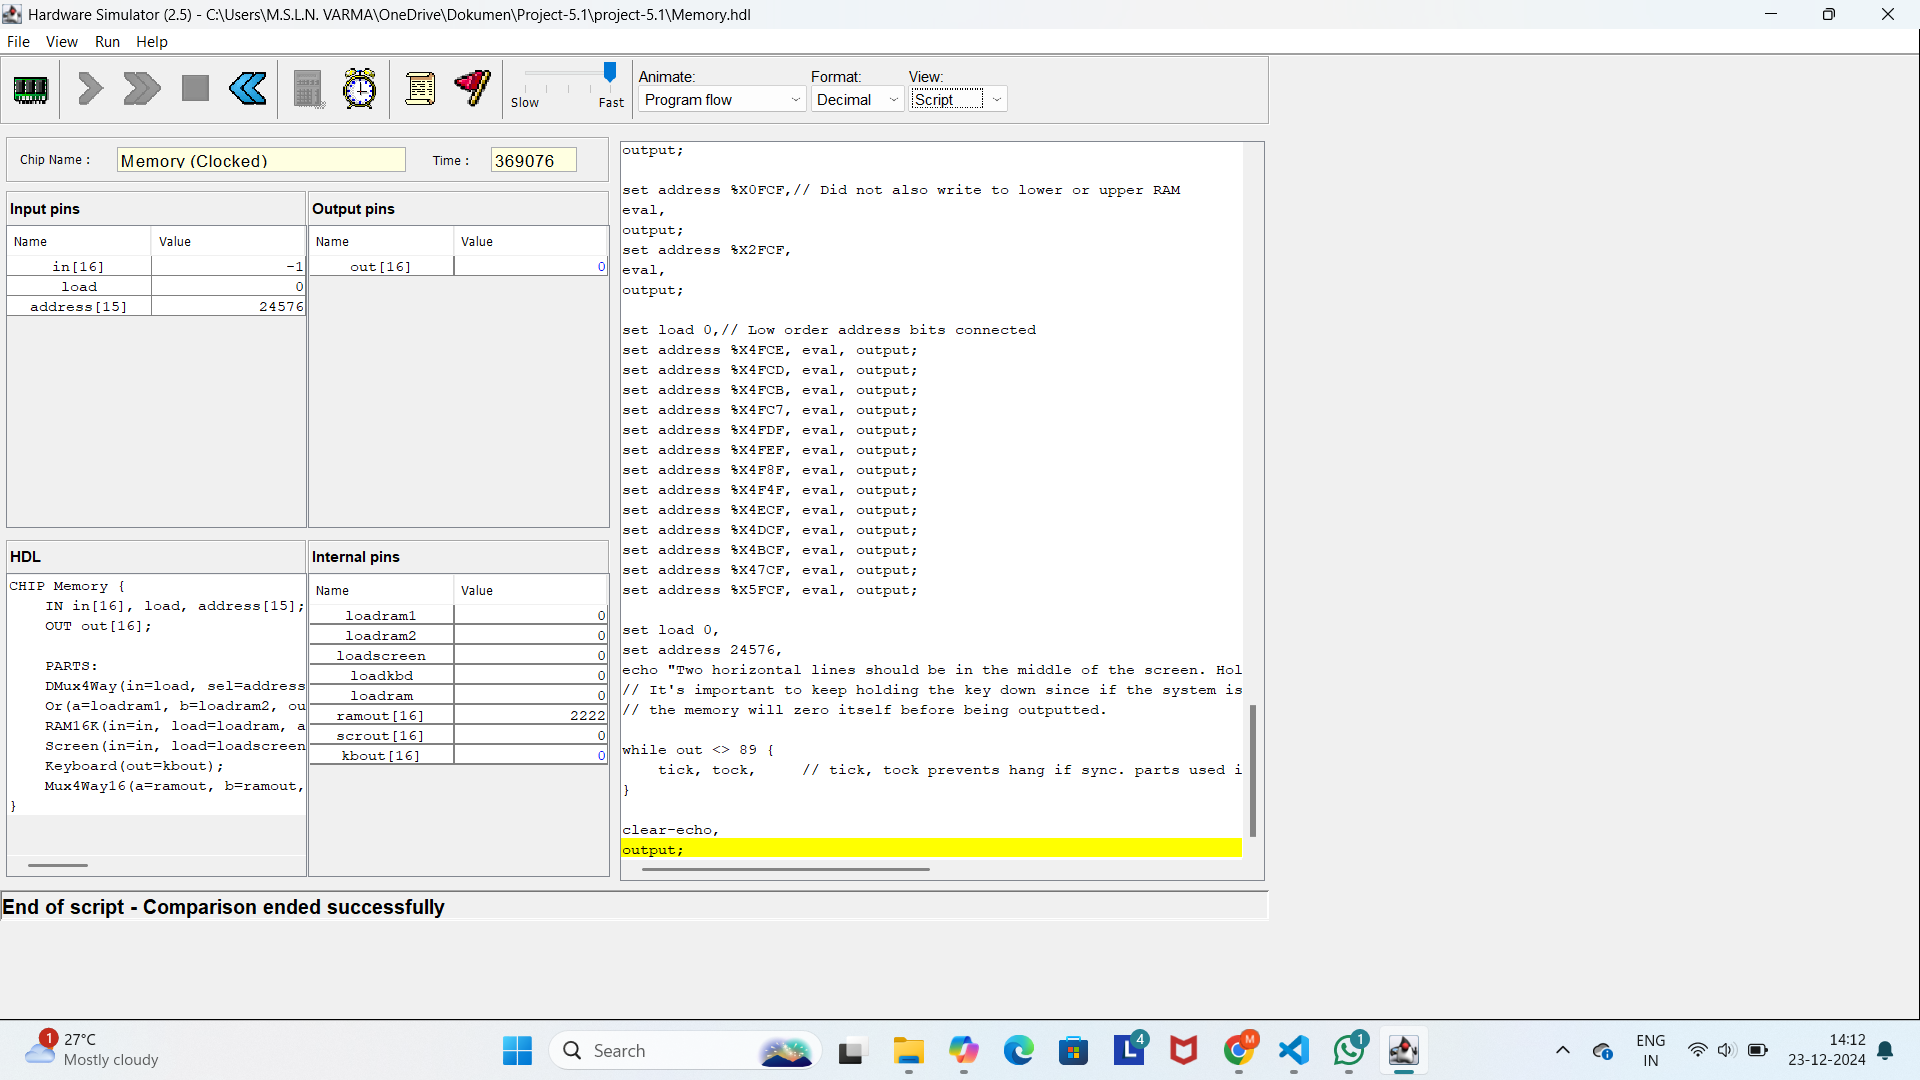 Hardware Simulator (2.5) - C:\Users\M.S.L.N. VARMA\OneDrive\Dokumen\Project-5.1\project-5.1\Memory.hdl
File View Run Help
Slow Fast
Animate: Format: View:
Program flow Decimal Script
Chip Name : Memory (Clocked) Time : 369076
Input pins
Name Value
in[16] -1
load 0
address[15] 24576
Output pins
Name Value
out[16] 0
HDL
CHIP Memory {
IN in[16], load, address[15];
OUT out[16];
PARTS:
DMux4Way(in=load, sel=address
Or(a=loadram1, b=loadram2, ou
RAM16K(in=in, load=loadram, a
Screen(in=in, load=loadscreen
Keyboard(out=kbout);
Mux4Way16(a=ramout, b=ramout,
}
Internal pins
Name Value
loadram1 0
loadram2 0
loadscreen 0
loadkbd 0
loadram 0
ramout[16] 2222
scrout[16] 0
kbout[16] 0
output;
set address %X0FCF,// Did not also write to lower or upper RAM
eval,
output;
set address %X2FCF,
eval,
output;
set load 0,// Low order address bits connected
set address %X4FCE, eval, output;
set address %X4FCD, eval, output;
set address %X4FCB, eval, output;
set address %X4FC7, eval, output;
set address %X4FDF, eval, output;
set address %X4FEF, eval, output;
set address %X4F8F, eval, output;
set address %X4F4F, eval, output;
set address %X4ECF, eval, output;
set address %X4DCF, eval, output;
set address %X4BCF, eval, output;
set address %X47CF, eval, output;
set address %X5FCF, eval, output;
set load 0,
set address 24576,
echo "Two horizontal lines should be in the middle of the screen. Hol
// It's important to keep holding the key down since if the system is
// the memory will zero itself before being outputted.
while out <> 89 {
tick, tock, // tick, tock prevents hang if sync. parts used i
}
clear-echo,
output;
End of script - Comparison ended successfully
1
27°C
Mostly cloudy
Search
4
M
1
ENG
IN
14:12
23-12-2024